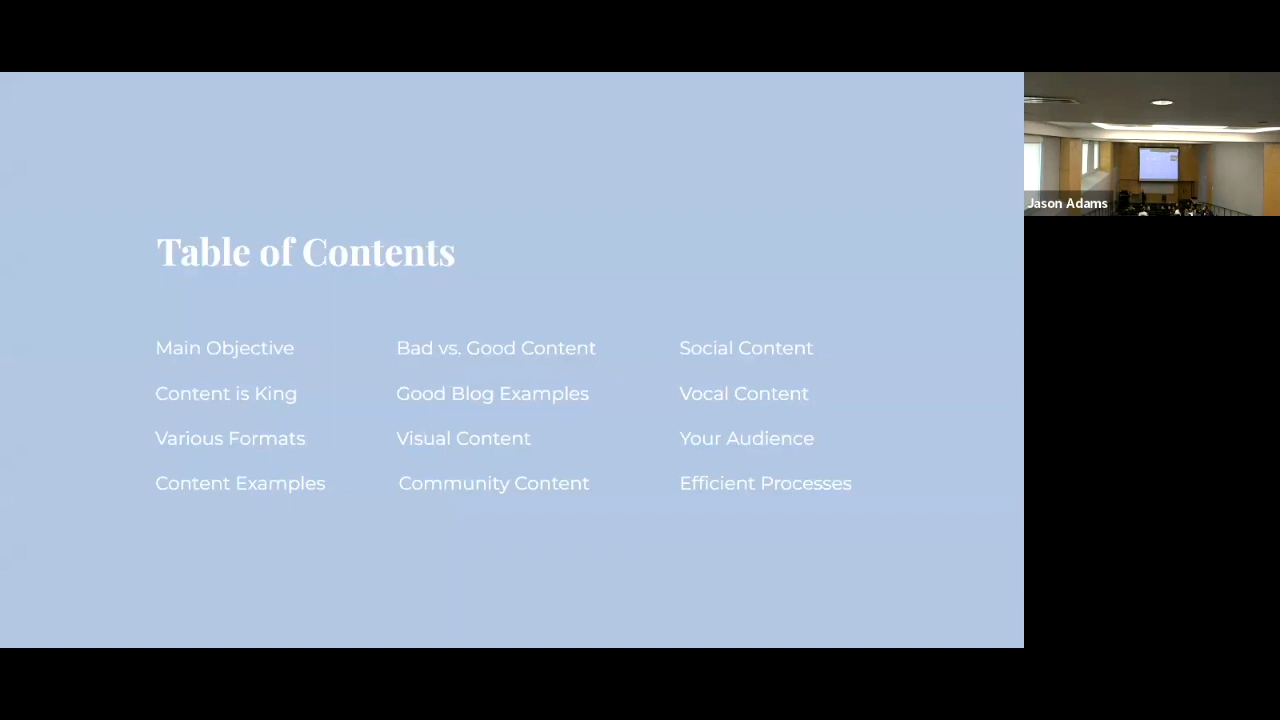 Table of Contents
Main Objective
Content is King
Various Formats
Content Examples
Bad vs. Good Content
Good Blog Examples
Visual Content
Community Content
Social Content
Vocal Content
Your Audience
Efficient Processes
Jason Adams